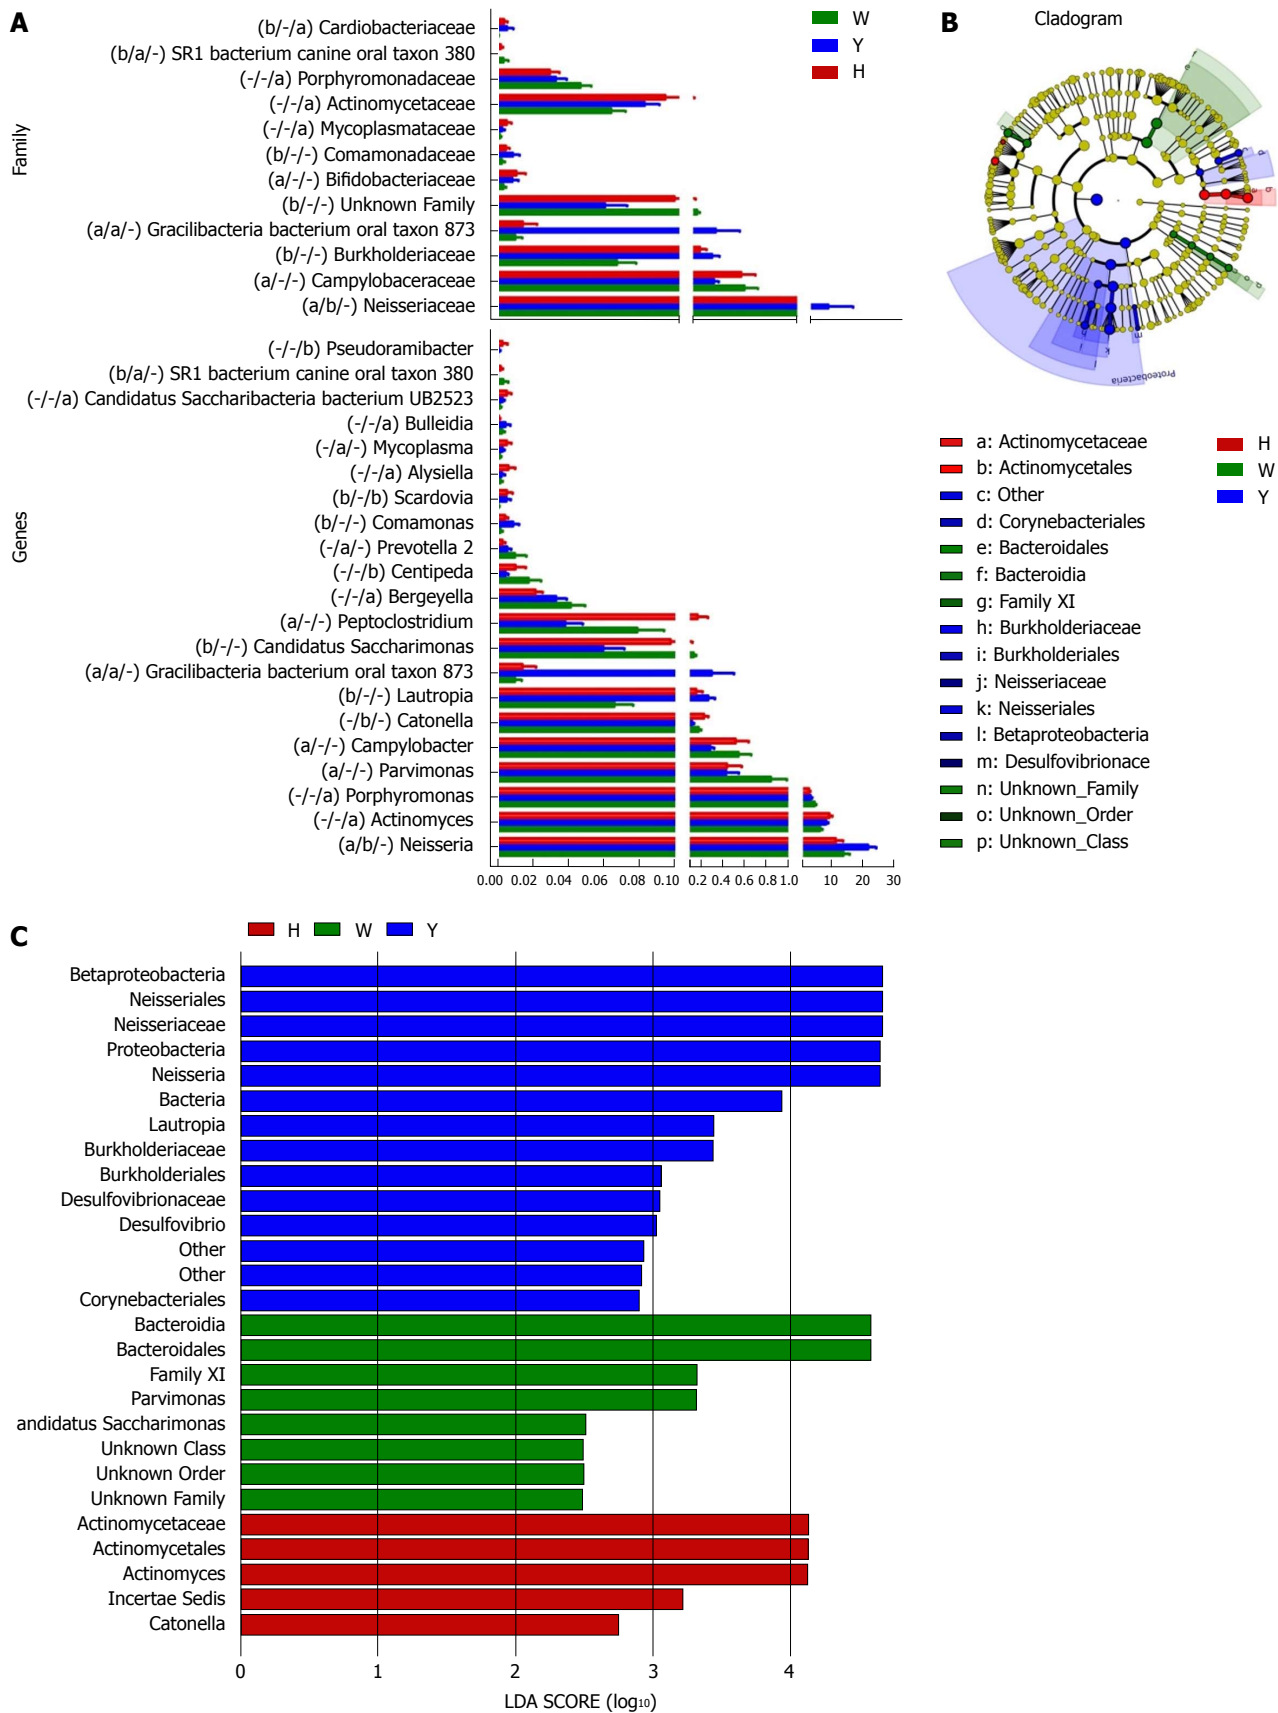 A
W
Y
H
Family
(b/-/a) Cardiobacteriaceae
(b/a/-) SR1 bacterium canine oral taxon 380
(-/-/a) Porphyromonadaceae
(-/-/a) Actinomycetaceae
(-/-/a) Mycoplasmataceae
(b/-/-) Comamonadaceae
(a/-/-) Bifidobacteriaceae
(b/-/-) Unknown Family
(a/a/-) Gracilibacteria bacterium oral taxon 873
(b/-/-) Burkholderiaceae
(a/-/-) Campylobaceraceae
(a/b/-) Neisseriaceae
Genes
(-/-/b) Pseudoramibacter
(b/a/-) SR1 bacterium canine oral taxon 380
(-/-/a) Candidatus Saccharibacteria bacterium UB2523
(-/-/a) Bulleidia
(-/a/-) Mycoplasma
(-/-/a) Alysiella
(b/-/b) Scardovia
(b/-/-) Comamonas
(-/a/-) Prevotella 2
(-/-/b) Centipeda
(-/-/a) Bergeyella
(a/-/-) Peptoclostridium
(b/-/-) Candidatus Saccharimonas
(a/a/-) Gracilibacteria bacterium oral taxon 873
(b/-/-) Lautropia
(-/b/-) Catonella
(a/-/-) Campylobacter
(a/-/-) Parvimonas
(-/-/a) Porphyromonas
(-/-/a) Actinomyces
(a/b/-) Neisseria
0.00 0.02 0.04 0.06 0.08 0.10 0.2 0.4 0.6 0.8 1.0 10 20 30
B
Cladogram
Proteobacteria
b
d
k
m
p
a: Actinomycetaceae
b: Actinomycetales
c: Other
d: Corynebacteriales
e: Bacteroidales
f: Bacteroidia
g: Family XI
h: Burkholderiaceae
i: Burkholderiales
j: Neisseriaceae
k: Neisseriales
l: Betaproteobacteria
m: Desulfovibrionace
n: Unknown_Family
o: Unknown_Order
p: Unknown_Class
H
W
Y
C
H W Y
Betaproteobacteria
Neisseriales
Neisseriaceae
Proteobacteria
Neisseria
Bacteria
Lautropia
Burkholderiaceae
Burkholderiales
Desulfovibrionaceae
Desulfovibrio
Other
Other
Corynebacteriales
Bacteroidia
Bacteroidales
Family XI
Parvimonas
andidatus Saccharimonas
Unknown Class
Unknown Order
Unknown Family
Actinomycetaceae
Actinomycetales
Actinomyces
Incertae Sedis
Catonella
0 1 2 3 4
LDA SCORE (log10)